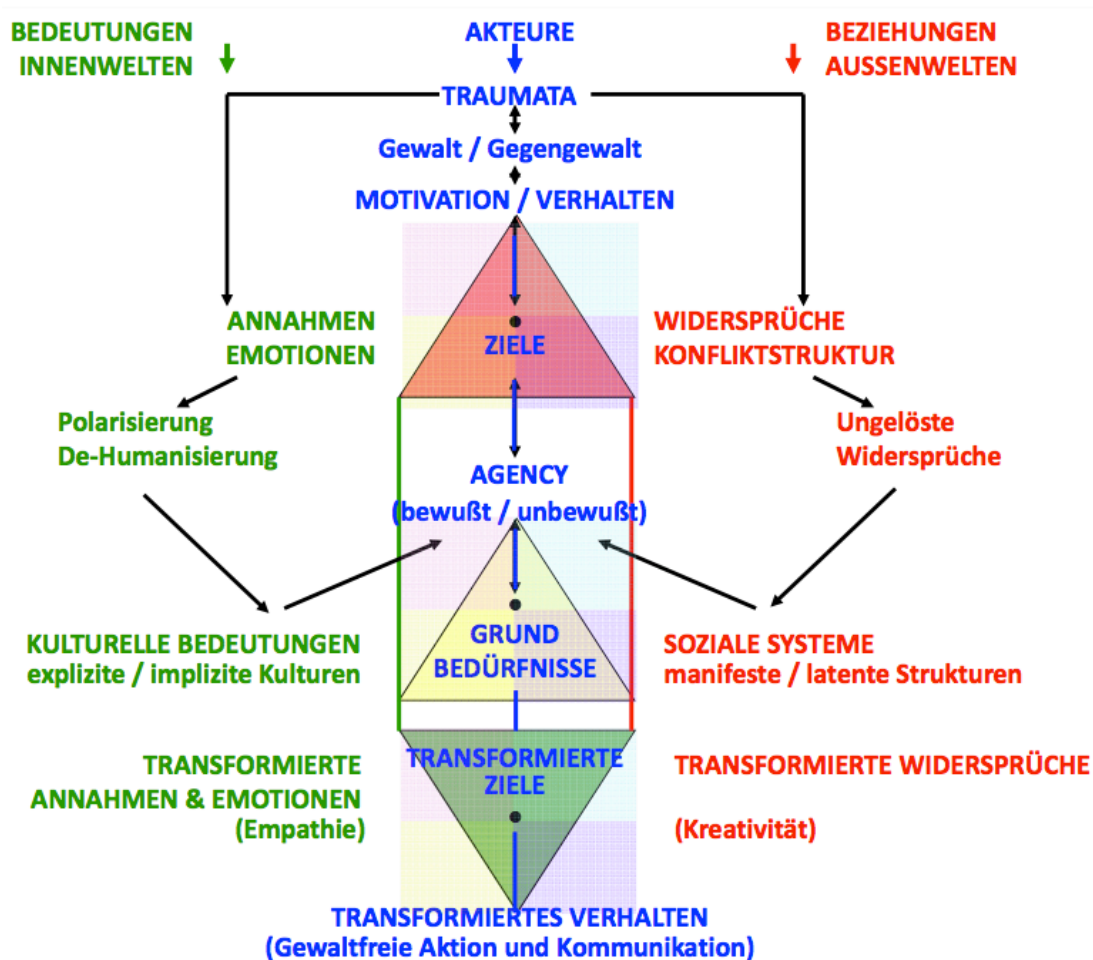 BEDEUTUNGEN
INNENWELTEN
AKTEURE
BEZIEHUNGEN
AUSSENWELTEN
TRAUMATA
Gewalt / Gegengewalt
MOTIVATION / VERHALTEN
ANNAHMEN
EMOTIONEN
ZIELE
WIDERSPRÜCHE
KONFLIKTSTRUKTUR
Polarisierung
De-Humanisierung
Ungelöste
Widersprüche
AGENCY
(bewußt / unbewußt)
KULTURELLE BEDEUTUNGEN
explizite / implizite Kulturen
GRUND
BEDÜRFNISSE
SOZIALE SYSTEME
manifeste / latente Strukturen
TRANSFORMIERTE
ANNAHMEN & EMOTIONEN
(Empathie)
TRANSFORMIERTE
ZIELE
TRANSFORMIERTE WIDERSPRÜCHE
(Kreativität)
TRANSFORMIERTES VERHALTEN
(Gewaltfreie Aktion und Kommunikation)